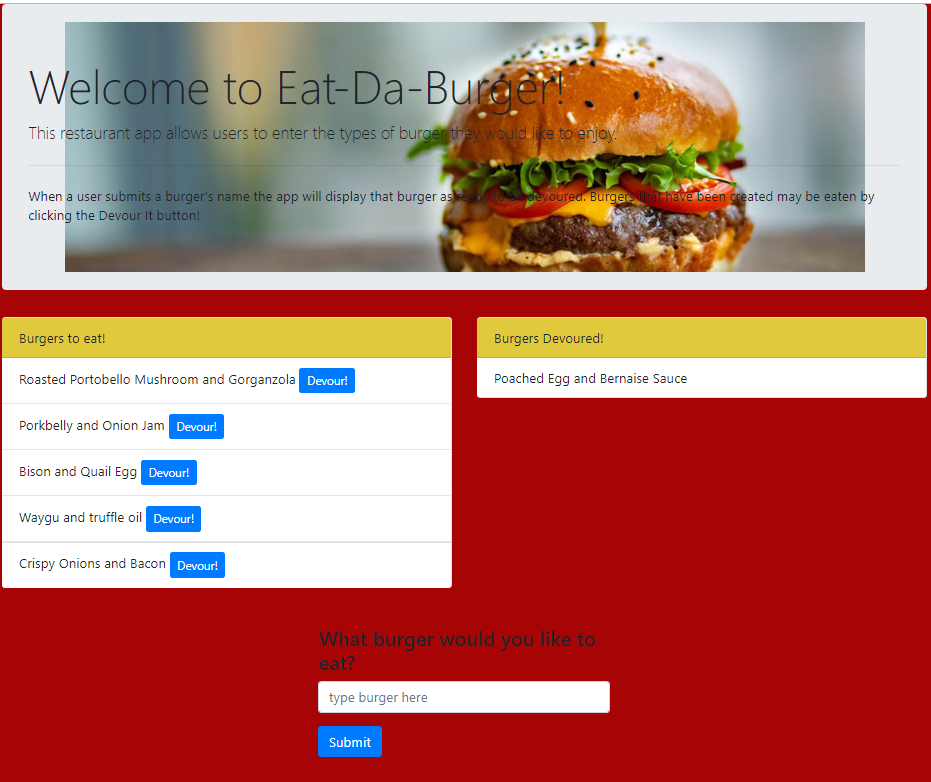 Welcome to Eat-Da-Burger!
This restaurant app allows users to enter the types of burger they would like to enjoy.
When a user submits a burger's name the app will display that burger as ready to be devoured. Burgers that have been created may be eaten by
clicking the Devour It button!
Burgers to eat!
Roasted Portobello Mushroom and Gorganzola Devour!
Porkbelly and Onion Jam Devour!
Bison and Quail Egg Devour!
Waygu and truffle oil Devour!
Crispy Onions and Bacon Devour!
Burgers Devoured!
Poached Egg and Bernaise Sauce
What burger would you like to
eat?
type burger here
Submit